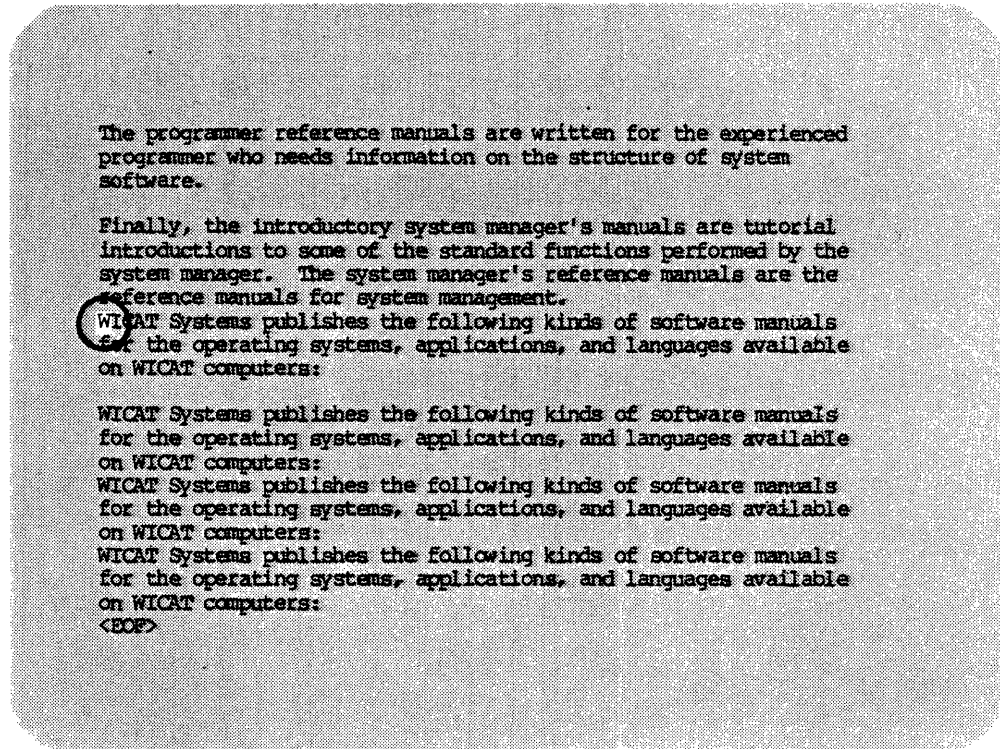 The programmer reference manuals are written for the experienced
programmer who needs information on the structure of system
software.
Finally, the introductory system manager's manuals are tutorial
introductions to some of the standard functions performed by the
system manager.  The system manager's reference manuals are the
reference manuals for system management.
WICAT Systems publishes the following kinds of software manuals
for the operating systems, applications, and languages available
on WICAT computers:
WICAT Systems publishes the following kinds of software manuals
for the operating systems, applications, and languages available
on WICAT computers:
WICAT Systems publishes the following kinds of software manuals
for the operating systems, applications, and languages available
on WICAT computers:
WICAT Systems publishes the following kinds of software manuals
for the operating systems, applications, and languages available
on WICAT computers:
<EOF>